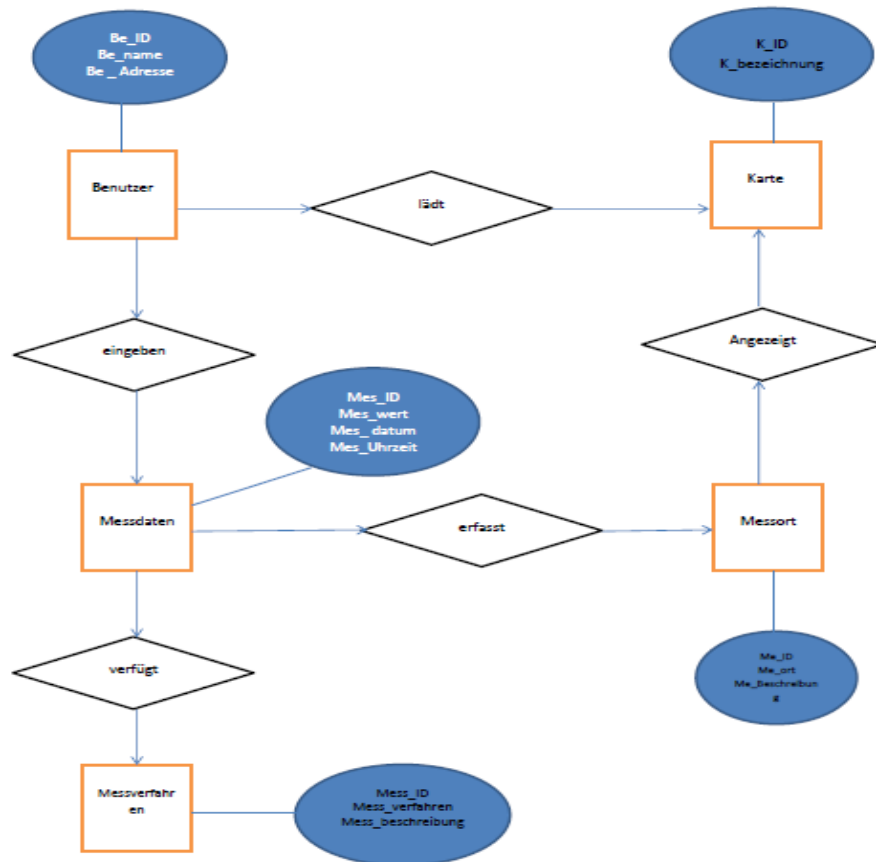 Be_ID
Be_name
Be _ Adresse
K_ID
K_bezeichnung
Benutzer
lädt
Karte
eingeben
Angezeigt
Mes_ID
Mes_wert
Mes_ datum
Mes_Uhrzeit
Messdaten
erfasst
Messort
verfügt
Me_ID
Me_ort
Me_Beschreibun
g
Messverfahr
en
Mess_ID
Mess_verfahren
Mess_beschreibung